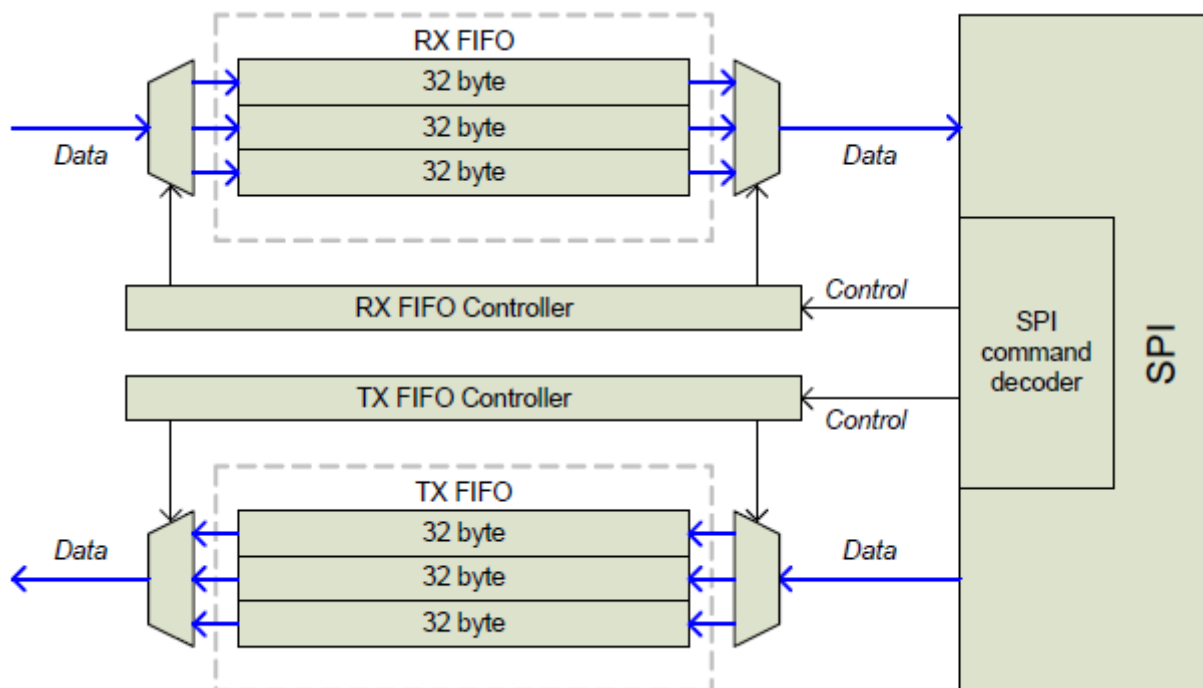 RX FIFO
32 byte
32 byte
32 byte
Data
Data
RX FIFO Controller
Control
SPI
command
decoder
SPI
TX FIFO Controller
Control
TX FIFO
32 byte
32 byte
32 byte
Data
Data